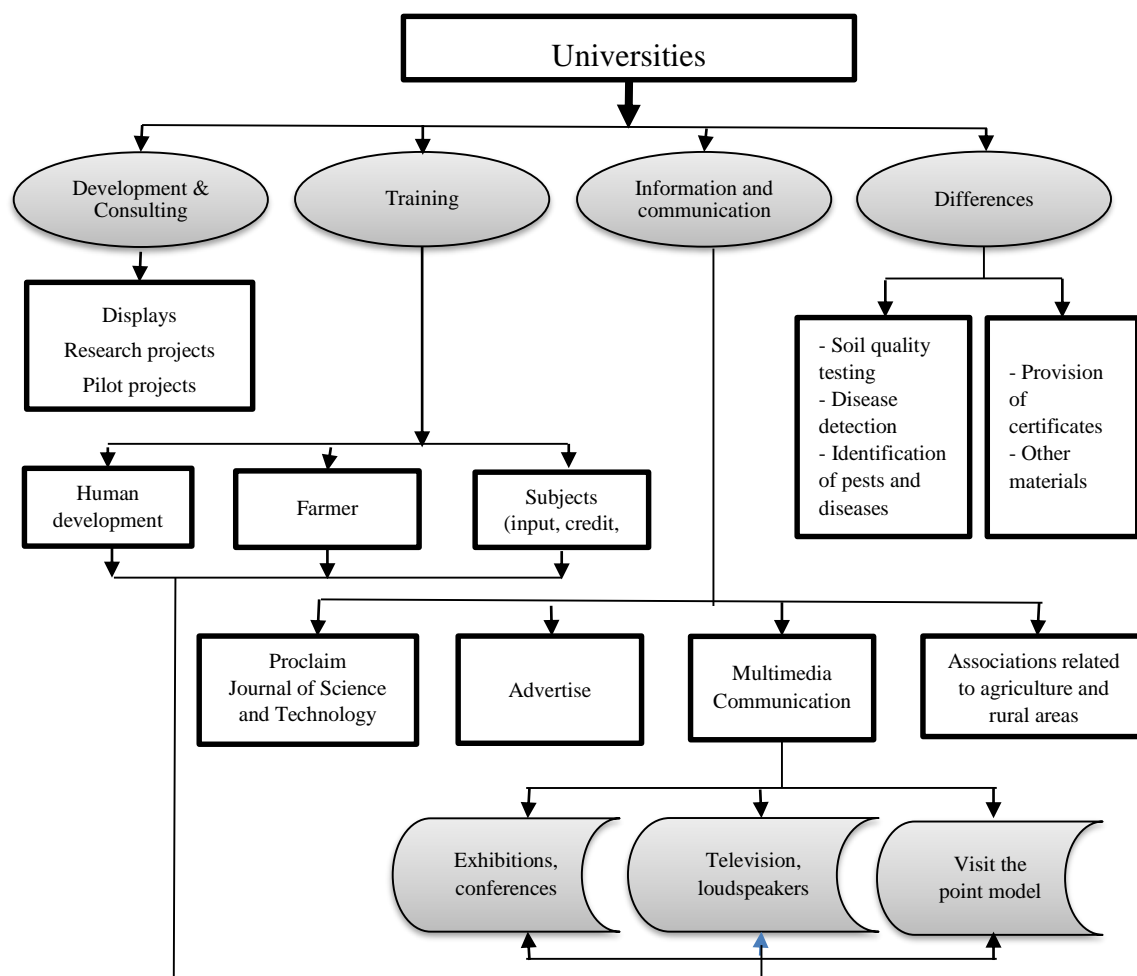 Universities
Development &
Consulting
Training
Information and
communication
Differences
Displays
Research projects
Pilot projects
- Soil quality
testing
- Disease
detection
- Identification
of pests and
diseases
- Provision
of
certificates
- Other
materials
Human
development
Farmer
Subjects
(input, credit,
Proclaim
Journal of Science
and Technology
Advertise
Multimedia
Communication
Associations related
to agriculture and
rural areas
Exhibitions,
conferences
Television,
loudspeakers
Visit the
point model